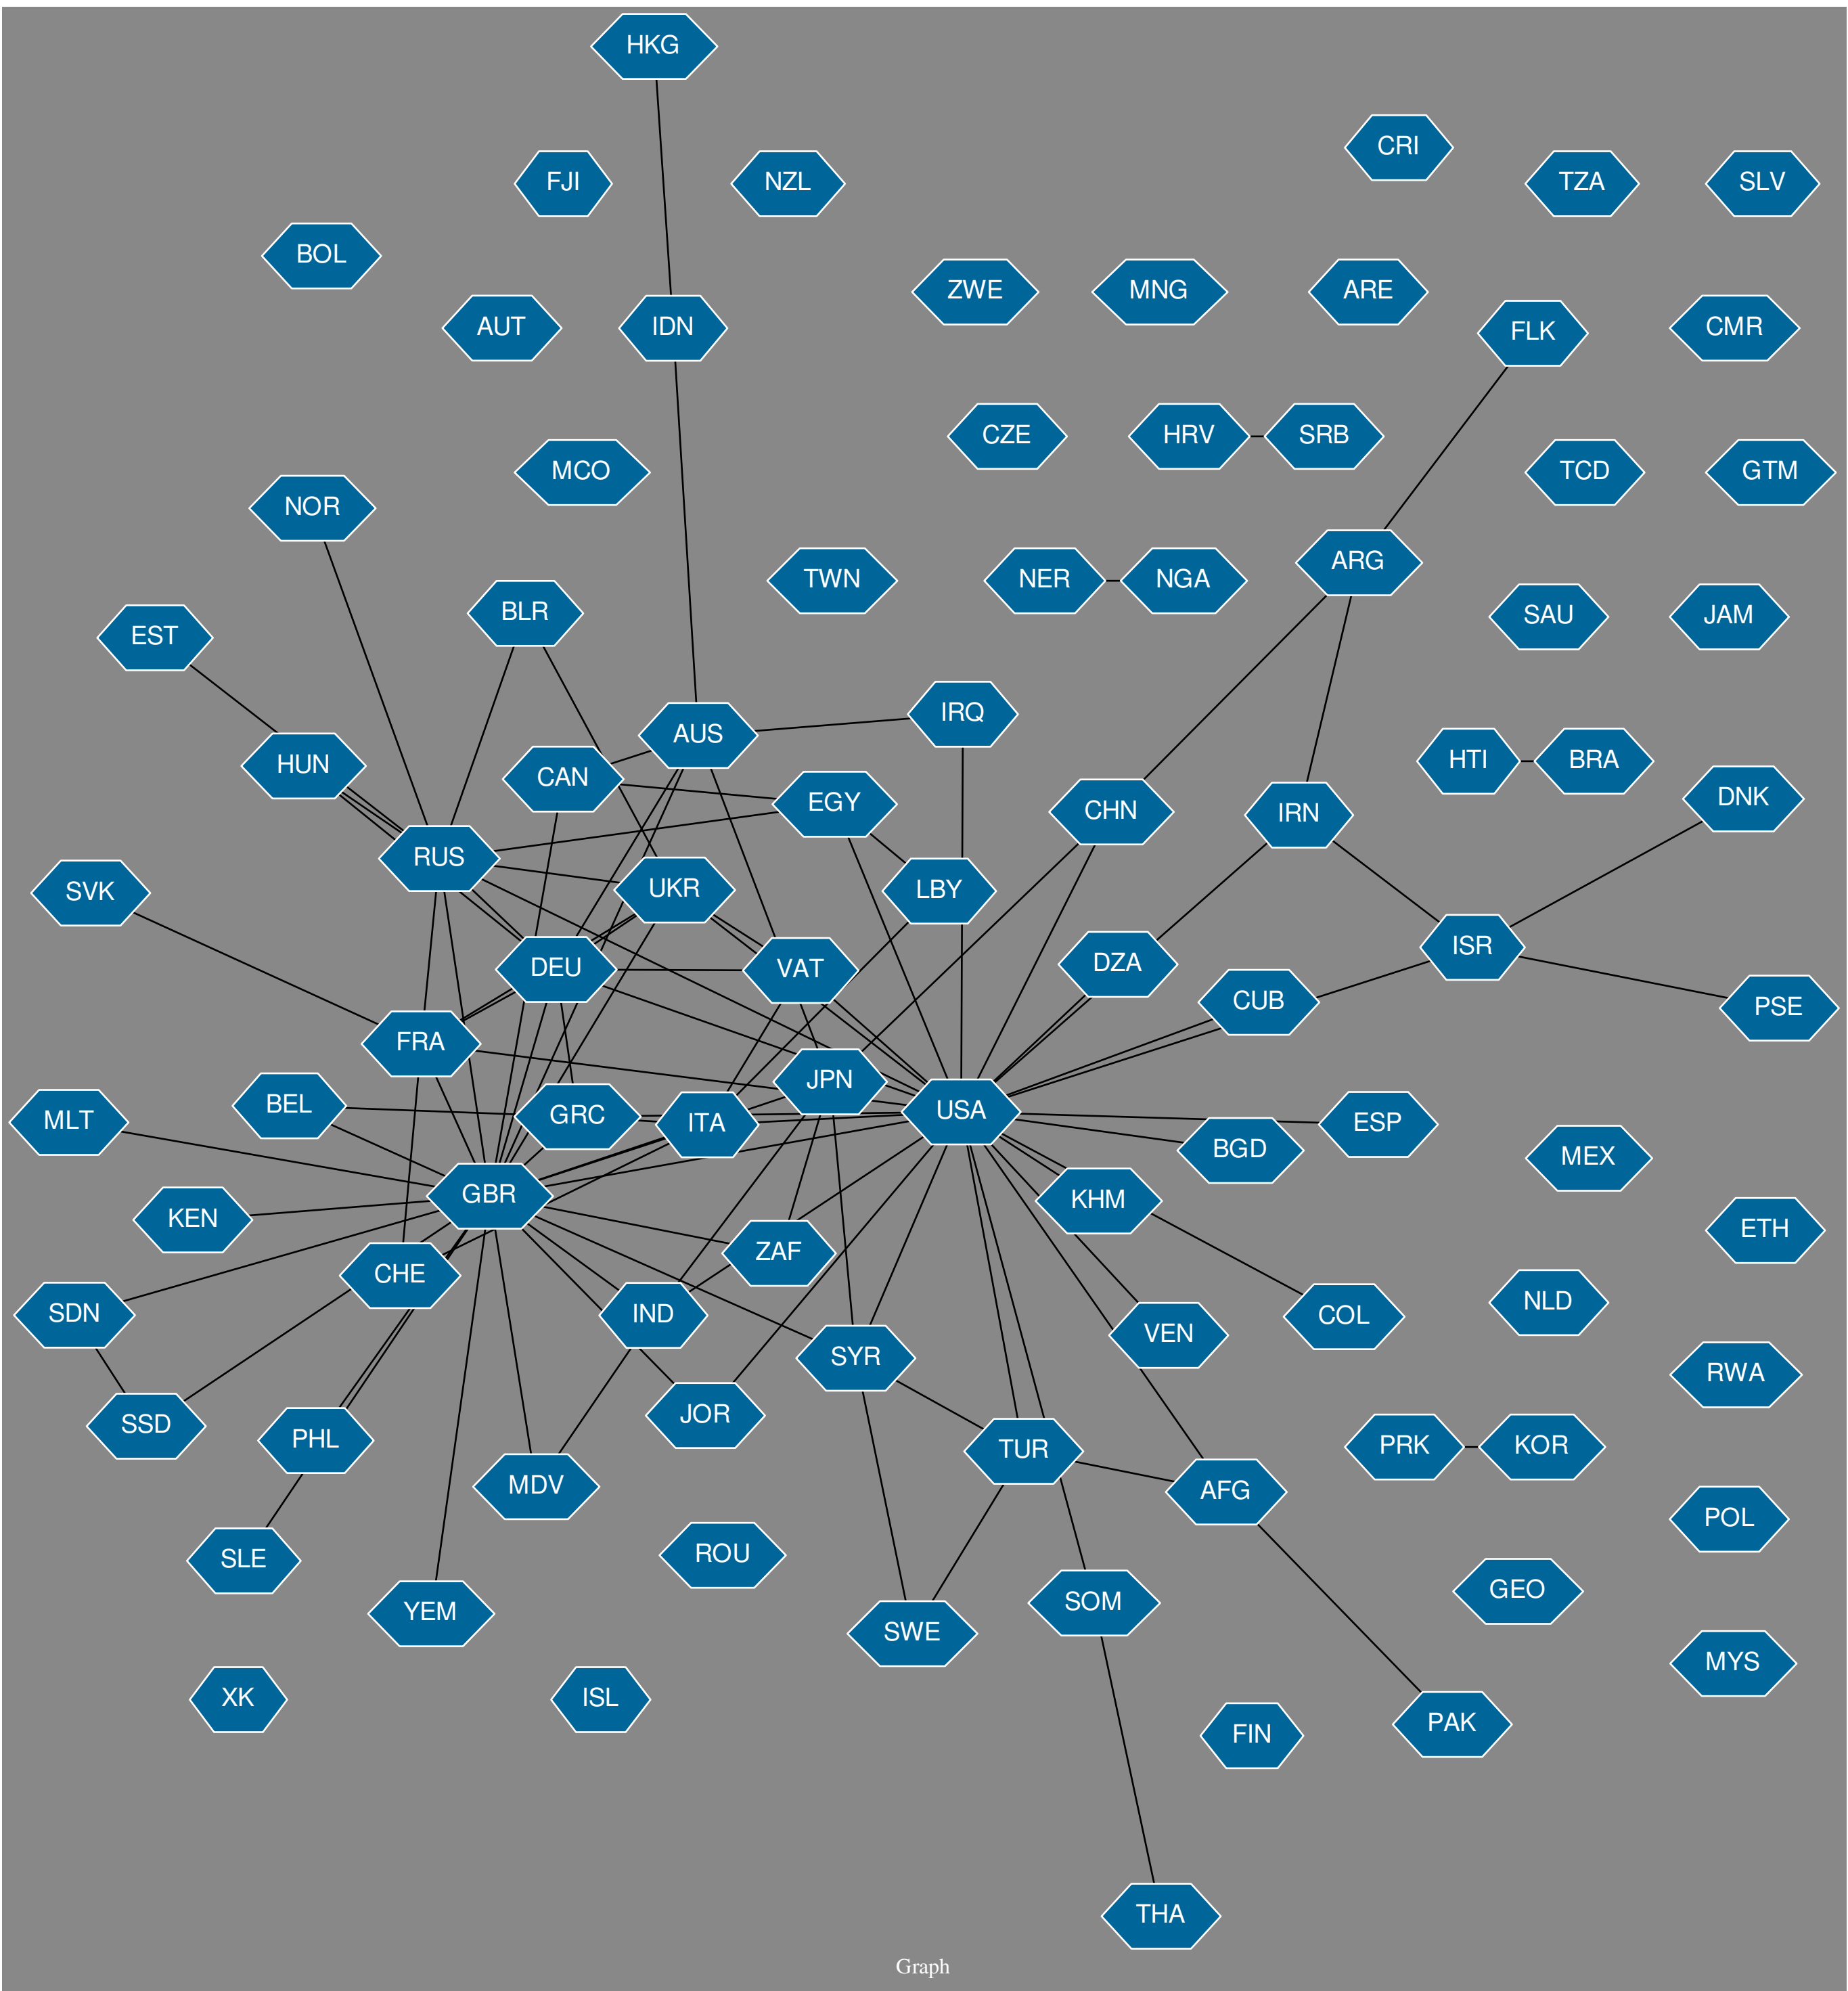 HKG
CRI
FJI
NZL
TZA
SLV
BOL
ZWE
MNG
ARE
AUT
IDN
FLK
CMR
CZE
HRV
SRB
MCO
TCD
GTM
NOR
ARG
TWN
NER
NGA
BLR
SAU
JAM
EST
IRQ
AUS
HUN
CAN
HTI
BRA
EGY
CHN
IRN
DNK
RUS
SVK
UKR
LBY
ISR
DEU
VAT
DZA
CUB
PSE
FRA
JPN
BEL
GRC
USA
MLT
ITA
ESP
BGD
MEX
GBR
KHM
KEN
ETH
ZAF
CHE
SDN
IND
NLD
COL
VEN
SYR
RWA
SSD
JOR
PHL
TUR
PRK
KOR
MDV
AFG
POL
SLE
ROU
GEO
YEM
SOM
SWE
MYS
XK
ISL
PAK
FIN
THA
Graph